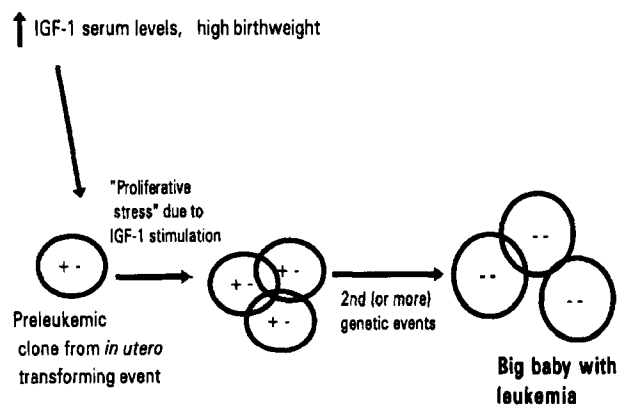 ↑ IGF-1 serum levels, high birthweight
"Proliferative
stress" due to
IGF-1 stimulation
+ -
+ -
+ -
+ -
2nd (or more)
genetic events
- -
- -
- -
Preleukemic
clone from in utero
transforming event
Big baby with
leukemia